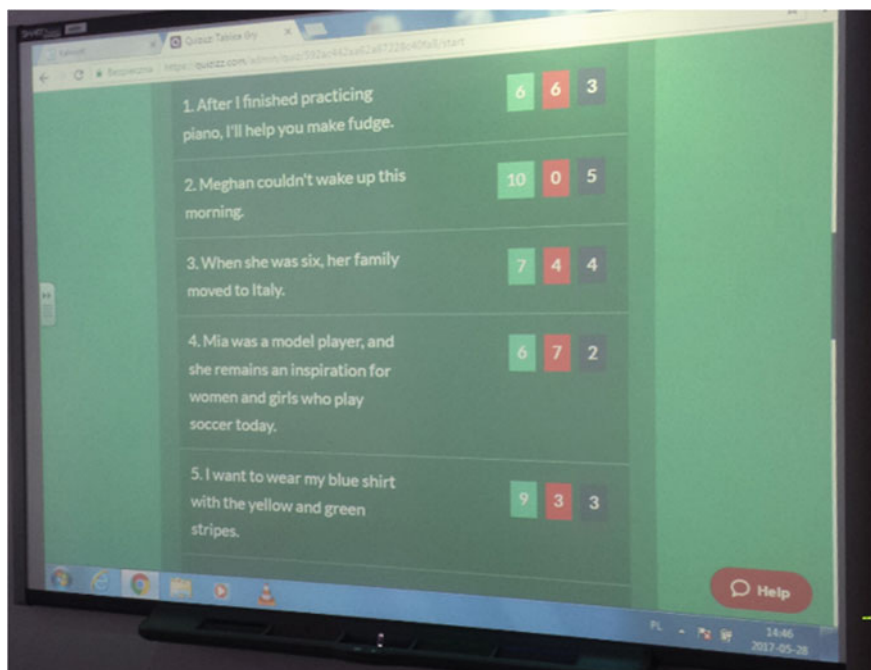 Quizizz Tablica Gry
Bezpieczna
1. After I finished practicing
piano, I'll help you make fudge.
6 6 3
2. Meghan couldn't wake up this
morning.
10 0 5
3. When she was six, her family
moved to Italy.
7 4 4
4. Mia was a model player, and
she remains an inspiration for
women and girls who play
soccer today.
6 7 2
5. I want to wear my blue shirt
with the yellow and green
stripes.
9 3 3
Help
PL
14:46
2017-05-28